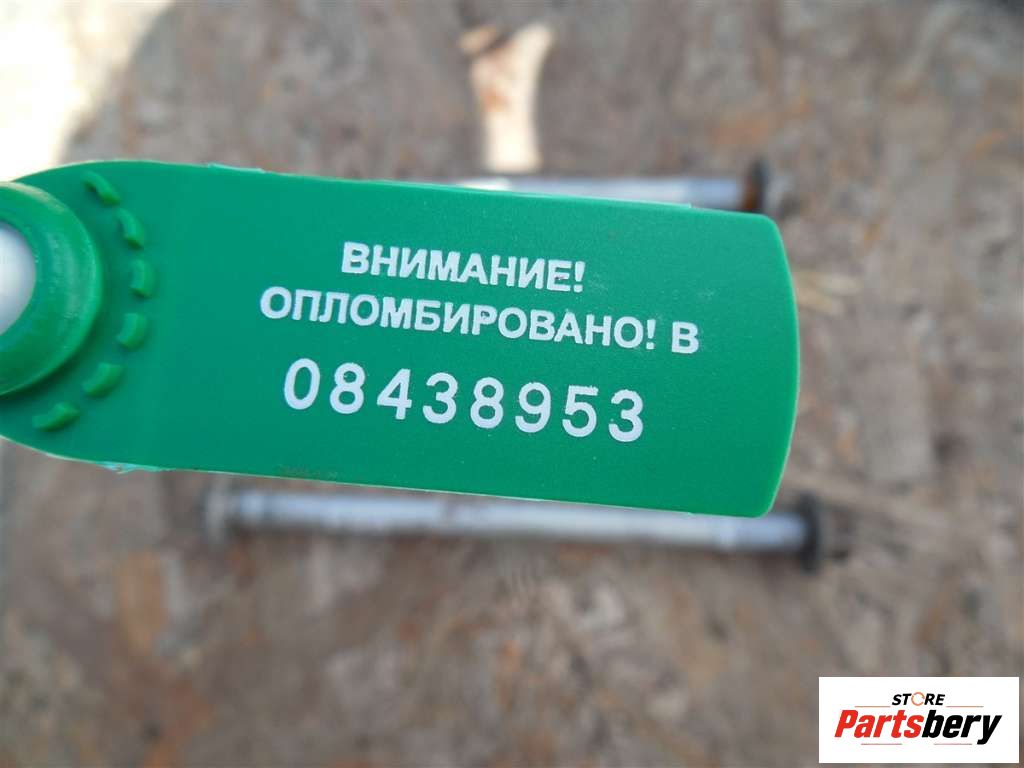 ВНИМАНИЕ!
ОПЛОМБИРОВАНО! В
08438953
STORE
Partsbery